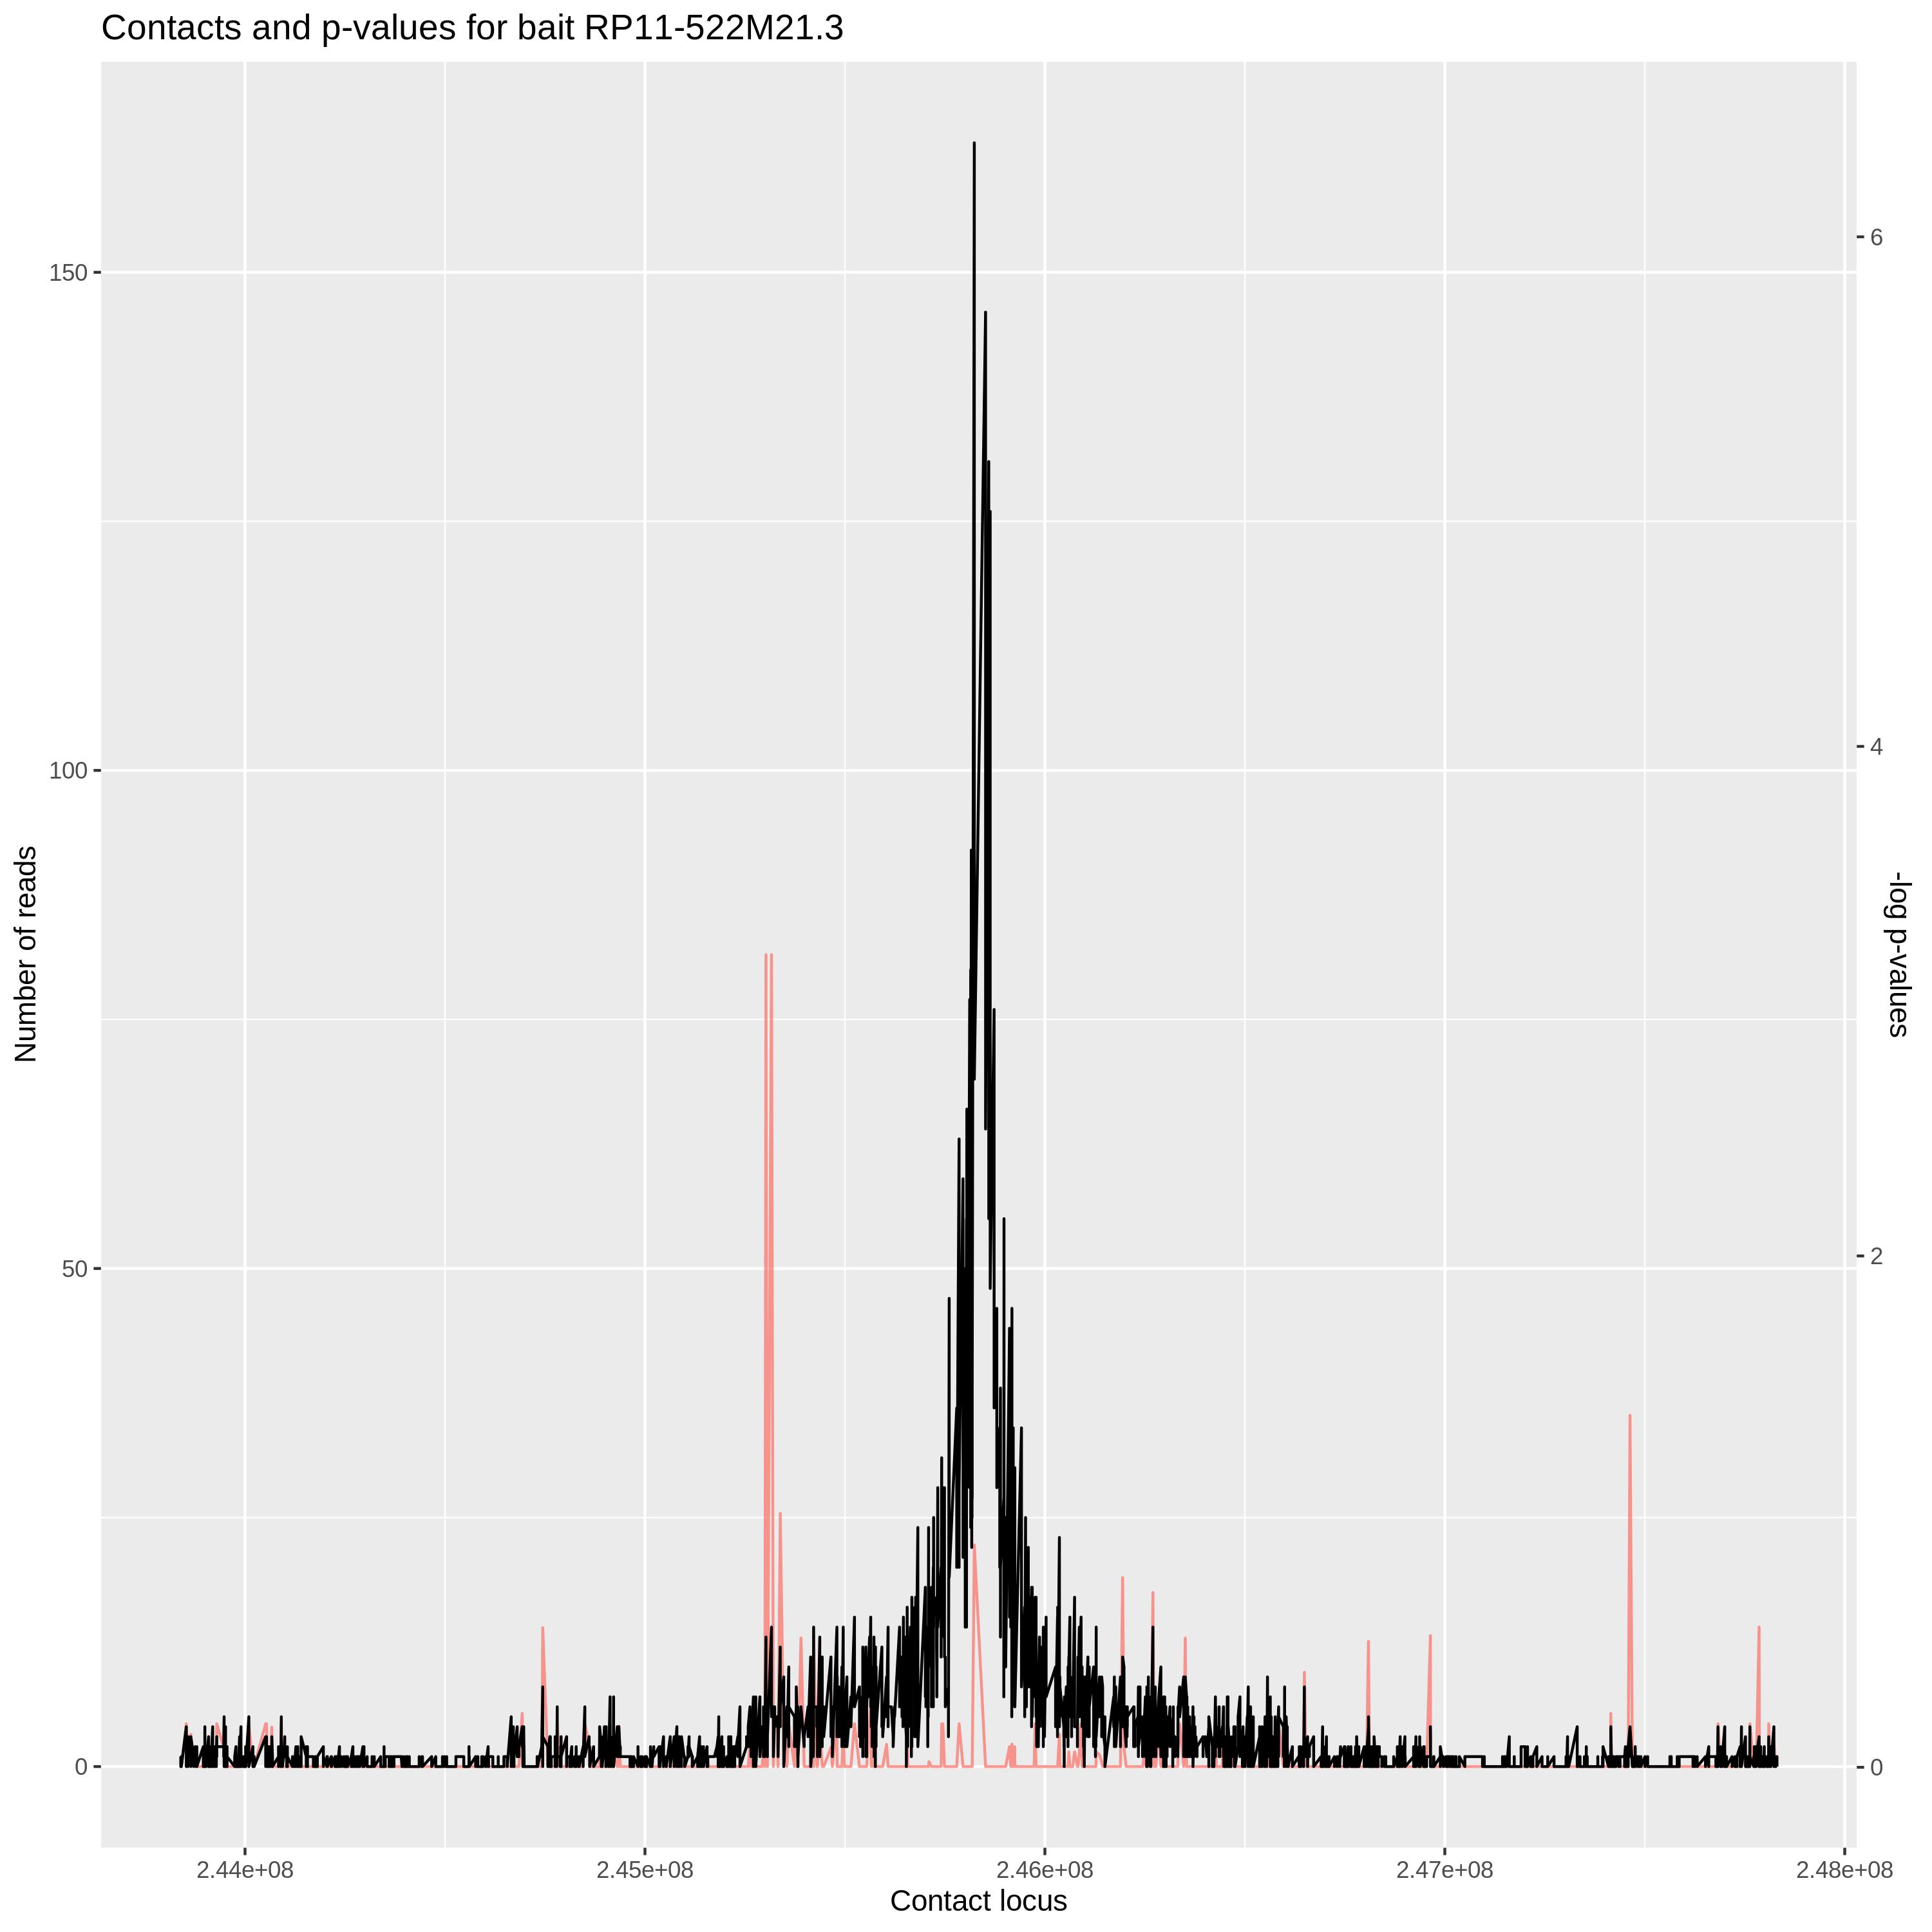 Contacts and p-values for bait RP11-522M21.3
150
100
50
0
6
4
2
0
Number of reads
-log p-values
2.44e+08
2.45e+08
2.46e+08
2.47e+08
2.48e+08
Contact locus